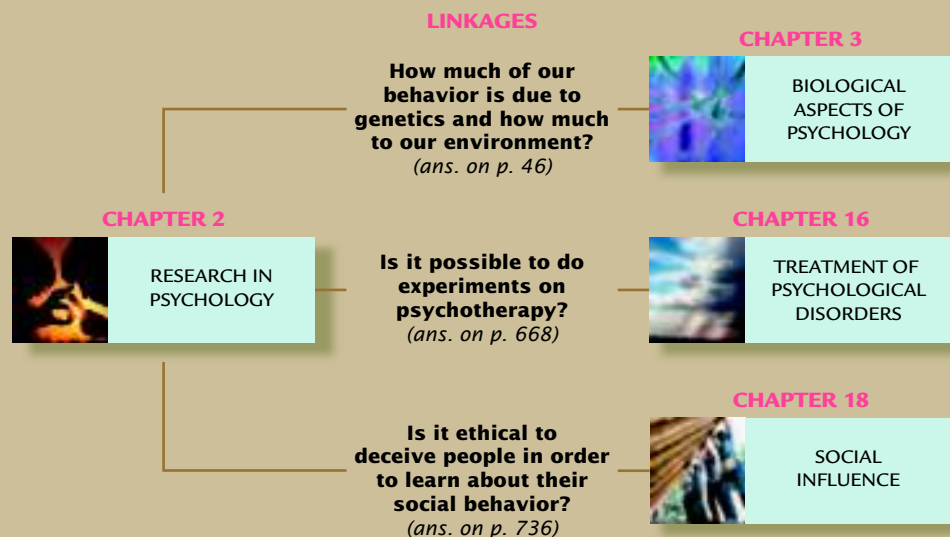 LINKAGES
How much of our
behavior is due to
genetics and how much
to our environment?
(ans. on p. 46)
CHAPTER 3
BIOLOGICAL
ASPECTS OF
PSYCHOLOGY
CHAPTER 2
RESEARCH IN
PSYCHOLOGY
Is it possible to do
experiments on
psychotherapy?
(ans. on p. 668)
CHAPTER 16
TREATMENT OF
PSYCHOLOGICAL
DISORDERS
Is it ethical to
deceive people in order
to learn about their
social behavior?
(ans. on p. 736)
CHAPTER 18
SOCIAL
INFLUENCE